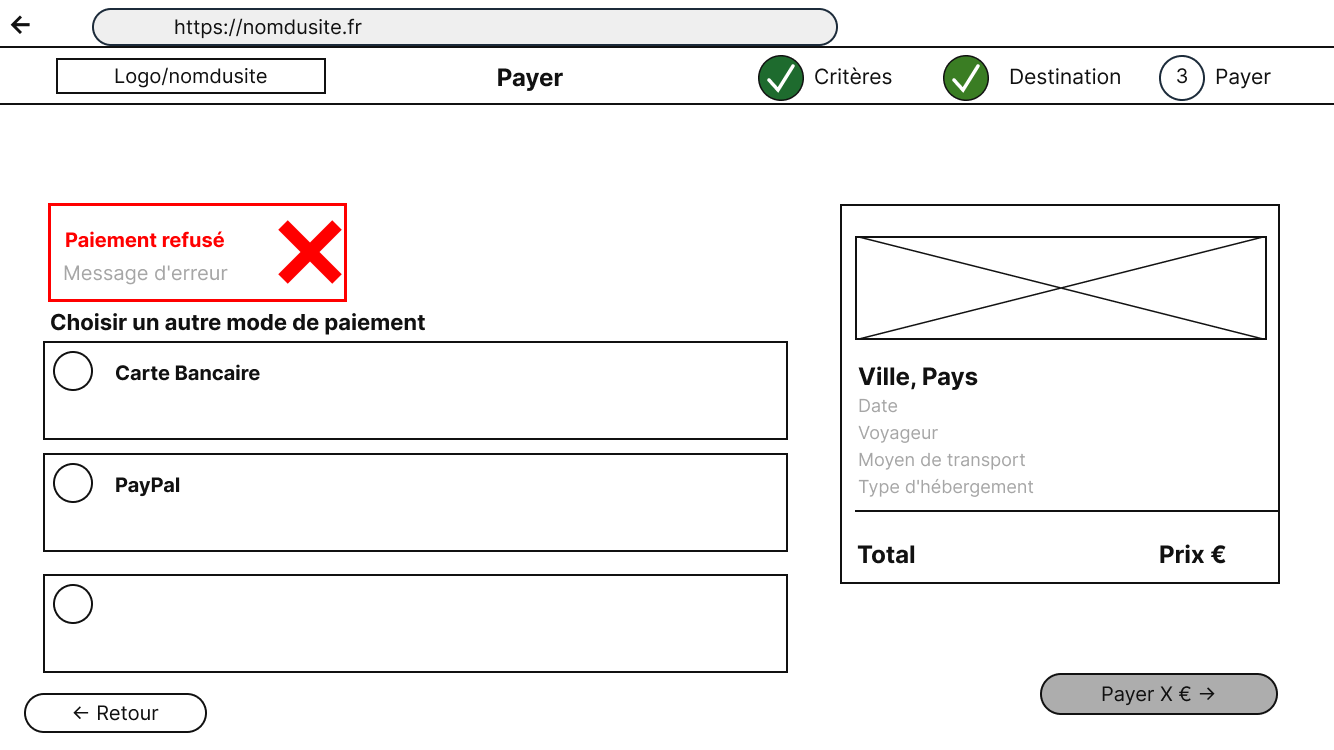 https://nomdusite.fr
Logo/nomdusite
Payer
Critères
Destination
3
Payer
Paiement refusé
Message d'erreur
Choisir un autre mode de paiement
Carte Bancaire
PayPal
Ville, Pays
Date
Voyageur
Moyen de transport
Type d'hébergement
Total Prix €
← Retour
Payer X € →